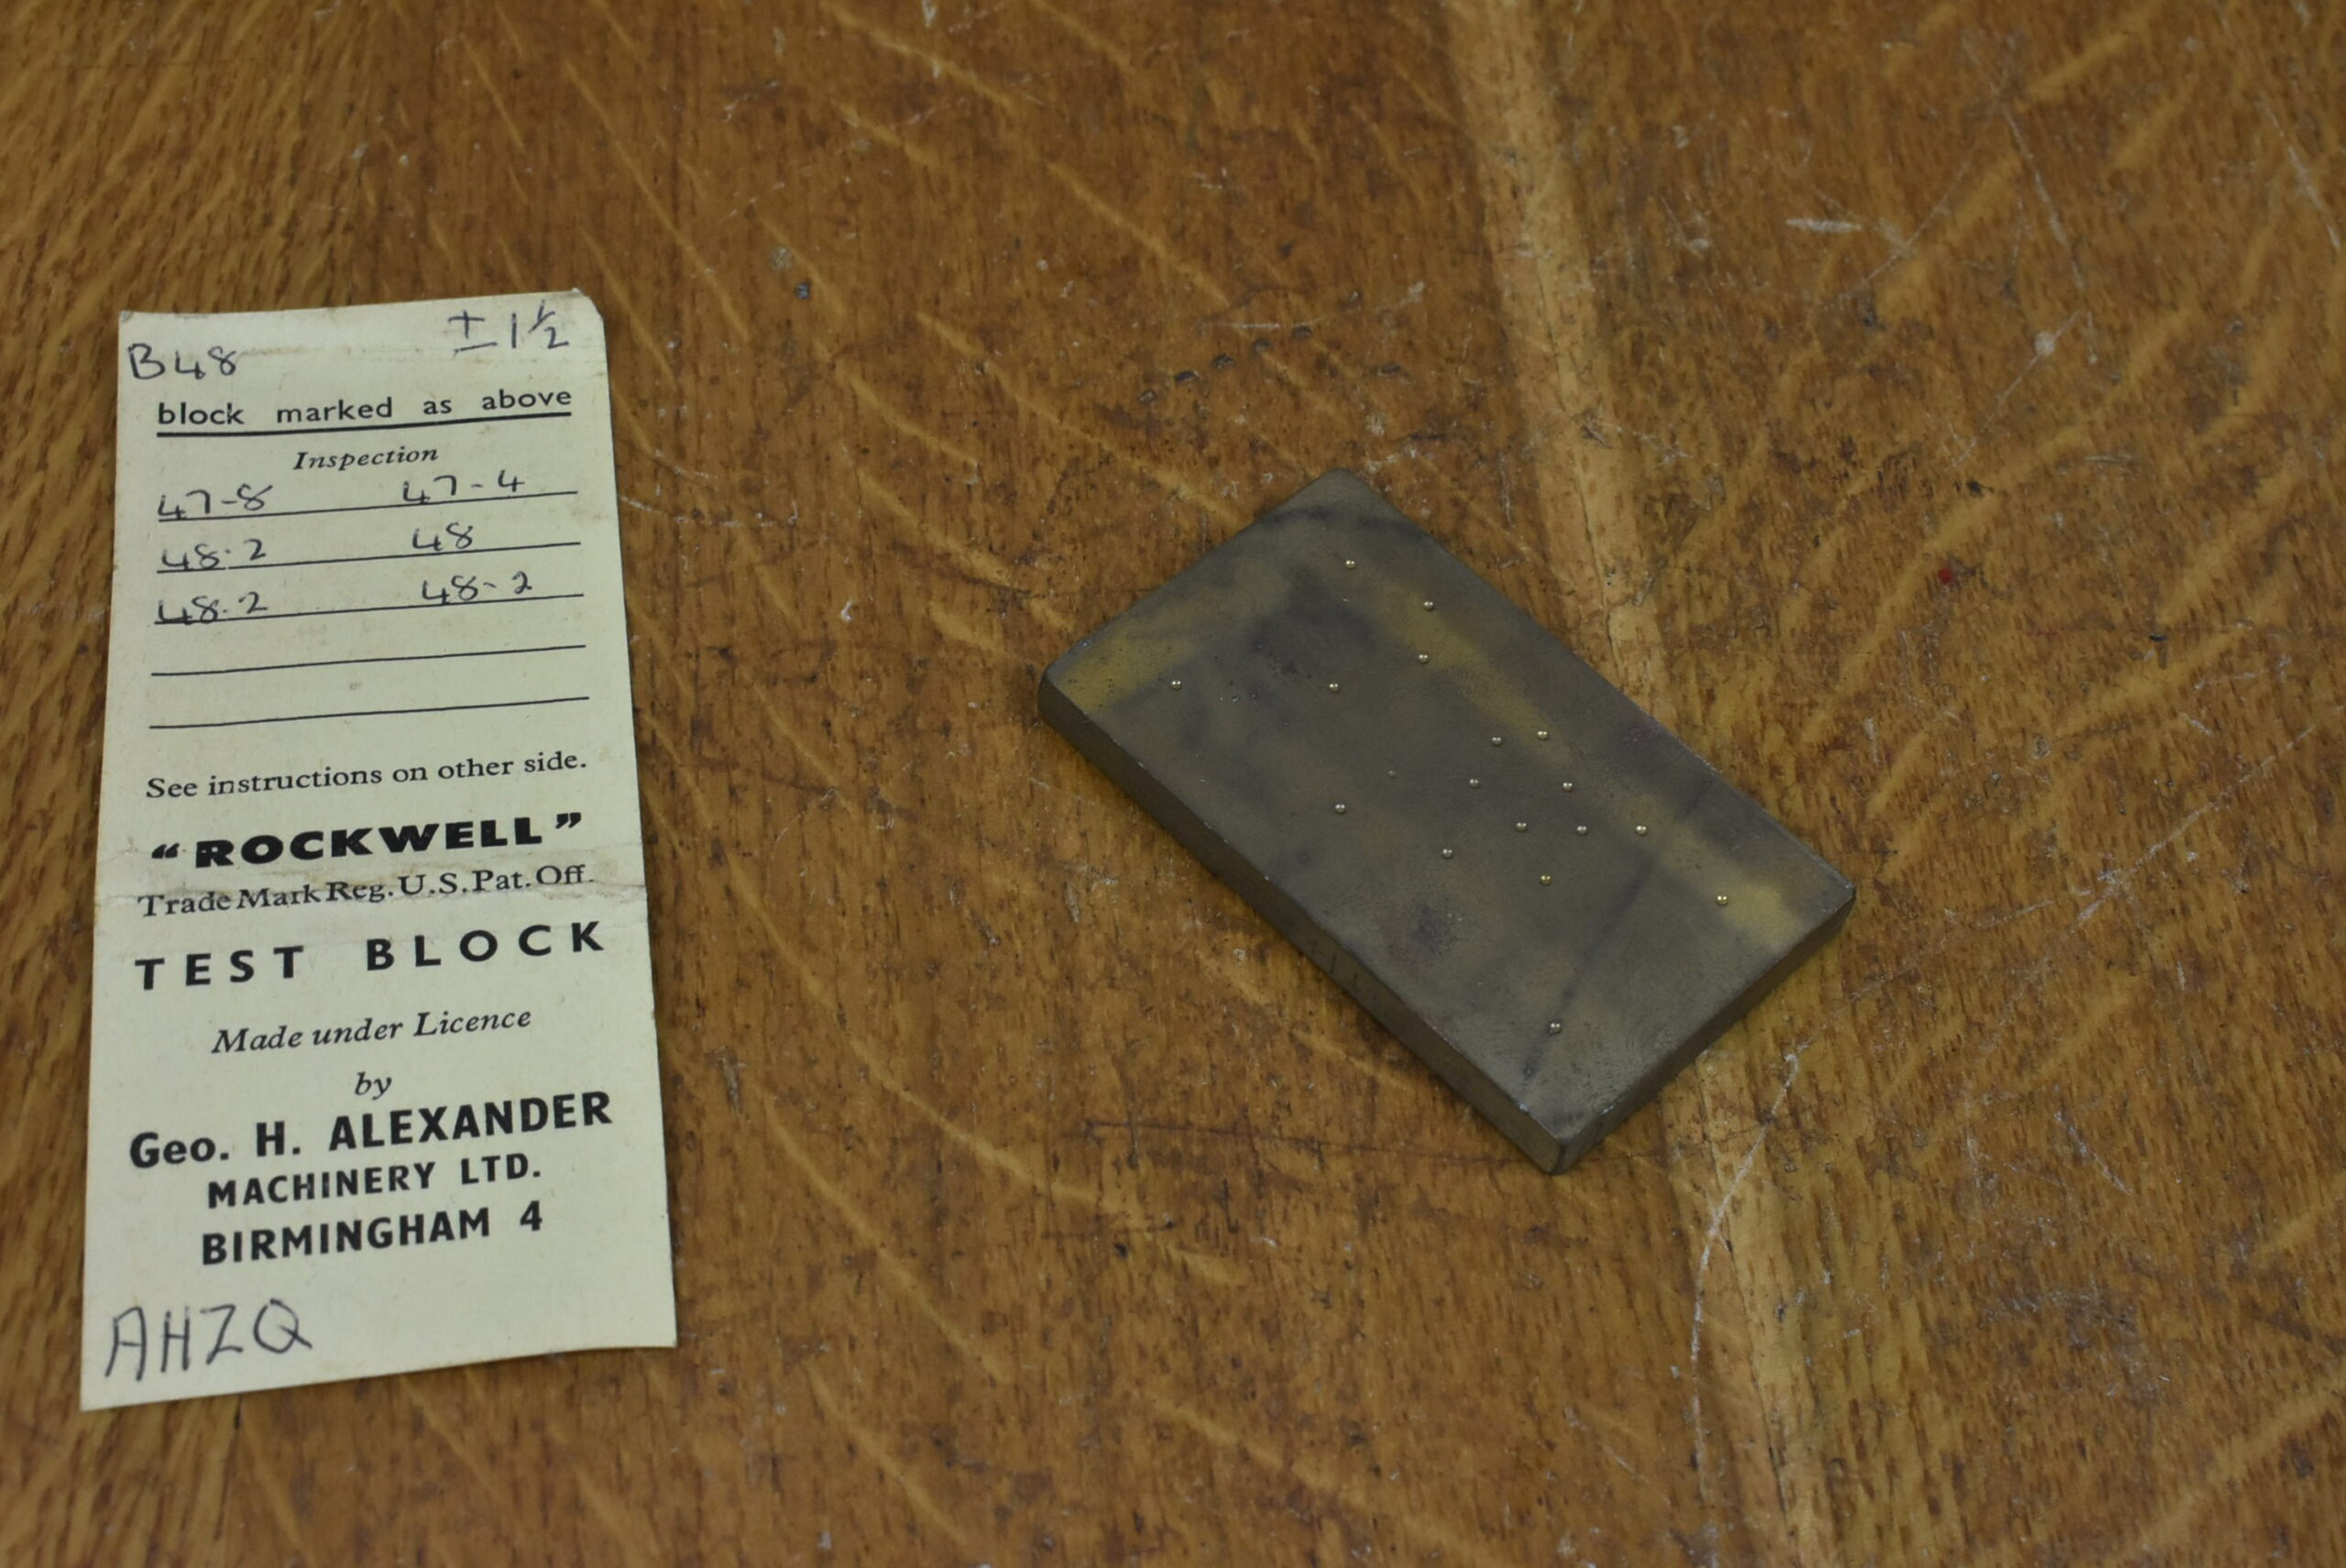 B48 ± 1 ½
block marked as above
Inspection
47-8 47-4
48.2 48
48.2 48-2
See instructions on other side.
“ROCKWELL”
Trade Mark Reg. U.S. Pat. Off.
TEST BLOCK
Made under Licence
by
Geo. H. ALEXANDER
MACHINERY LTD.
BIRMINGHAM 4
AHZQ